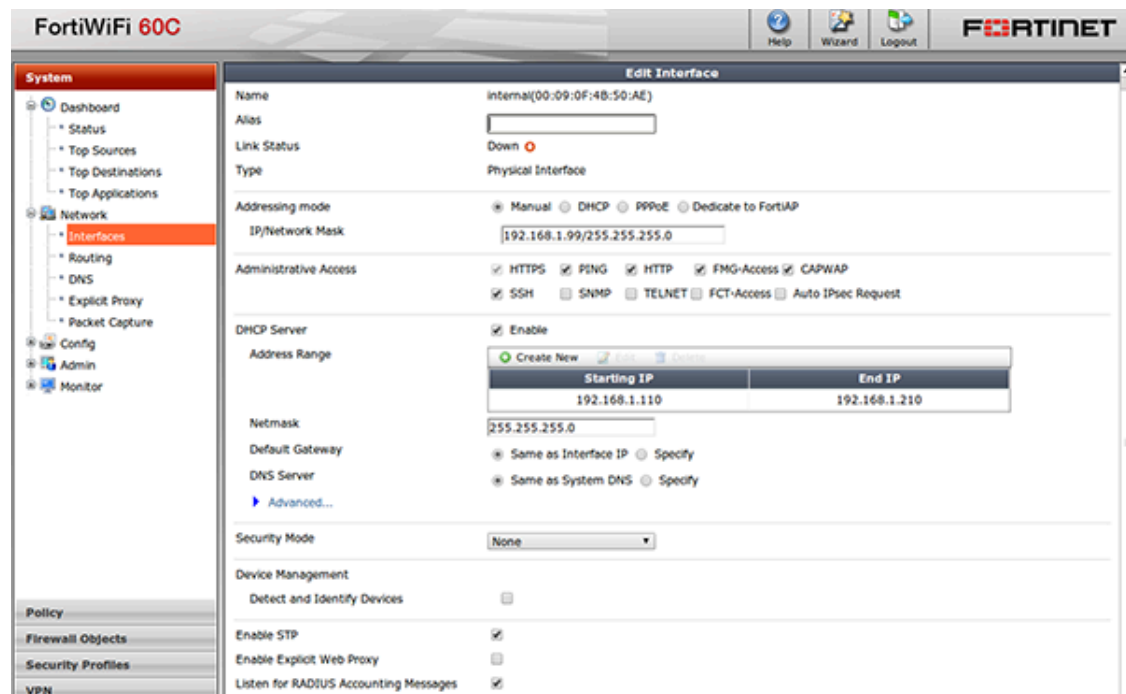 FortiWiFi 60C
Help Wizard Logout
FORTINET
System
Dashboard
Status
Top Sources
Top Destinations
Top Applications
Network
Interfaces
Routing
DNS
Explicit Proxy
Packet Capture
Config
Admin
Monitor
Policy
Firewall Objects
Security Profiles
VPN
Edit Interface
Name internal(00:09:0F:4B:50:AE)
Alias
Link Status Down
Type Physical Interface
Addressing mode Manual DHCP PPPoE Dedicate to FortiAP
IP/Network Mask 192.168.1.99/255.255.255.0
Administrative Access HTTPS PING HTTP FMG-Access CAPWAP
SSH SNMP TELNET FCT-Access Auto IPsec Request
DHCP Server Enable
Address Range Create New Edit Delete
Starting IP End IP
192.168.1.110 192.168.1.210
Netmask 255.255.255.0
Default Gateway Same as Interface IP Specify
DNS Server Same as System DNS Specify
Advanced...
Security Mode None
Device Management
Detect and Identify Devices
Enable STP
Enable Explicit Web Proxy
Listen for RADIUS Accounting Messages